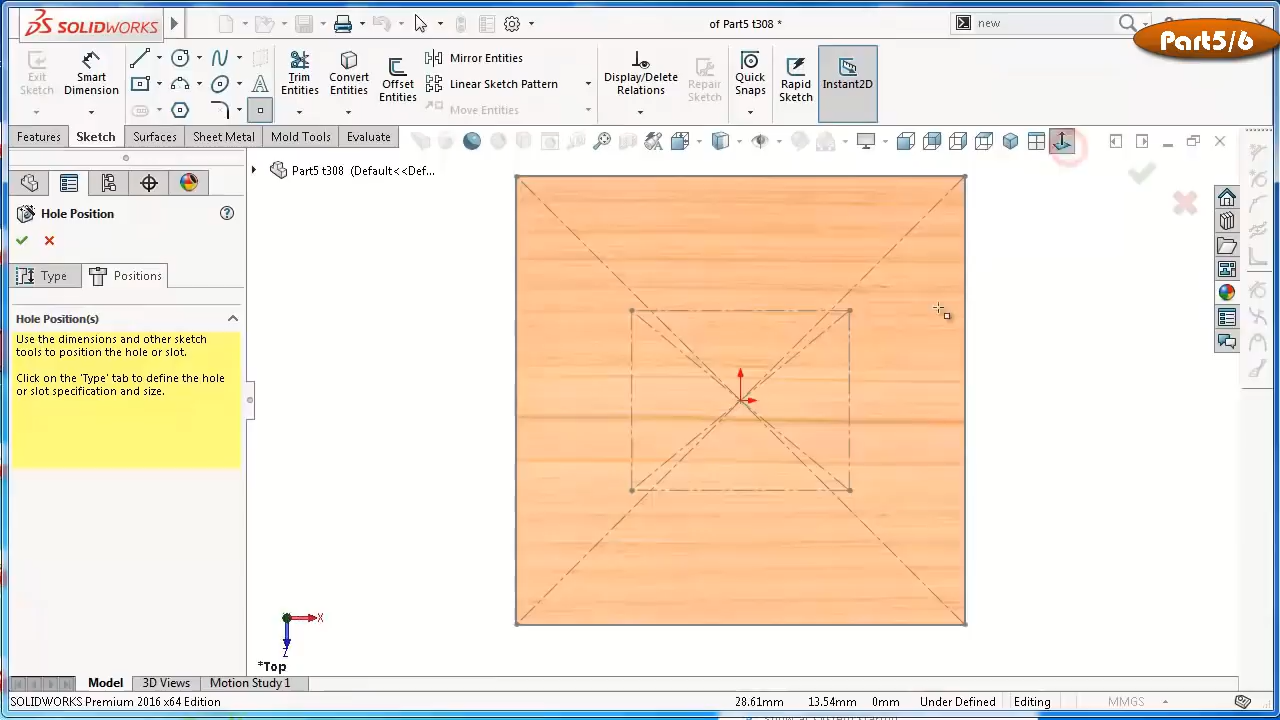 SOLIDWORKS
of Part5 t308 *
new
Part5/6
Exit Sketch
Smart Dimension
Trim Entities
Convert Entities
Offset Entities
Mirror Entities
Linear Sketch Pattern
Move Entities
Display/Delete Relations
Repair Sketch
Quick Snaps
Rapid Sketch
Instant2D
Features
Sketch
Surfaces
Sheet Metal
Mold Tools
Evaluate
Part5 t308 (Default<<Def...
Hole Position
Type
Positions
Hole Position(s)
Use the dimensions and other sketch
tools to position the hole or slot.
Click on the 'Type' tab to define the hole
or slot specification and size.
X
Z
*Top
Model
3D Views
Motion Study 1
SOLIDWORKS Premium 2016 x64 Edition
28.61mm
13.54mm
0mm
Under Defined
Editing
MMGS